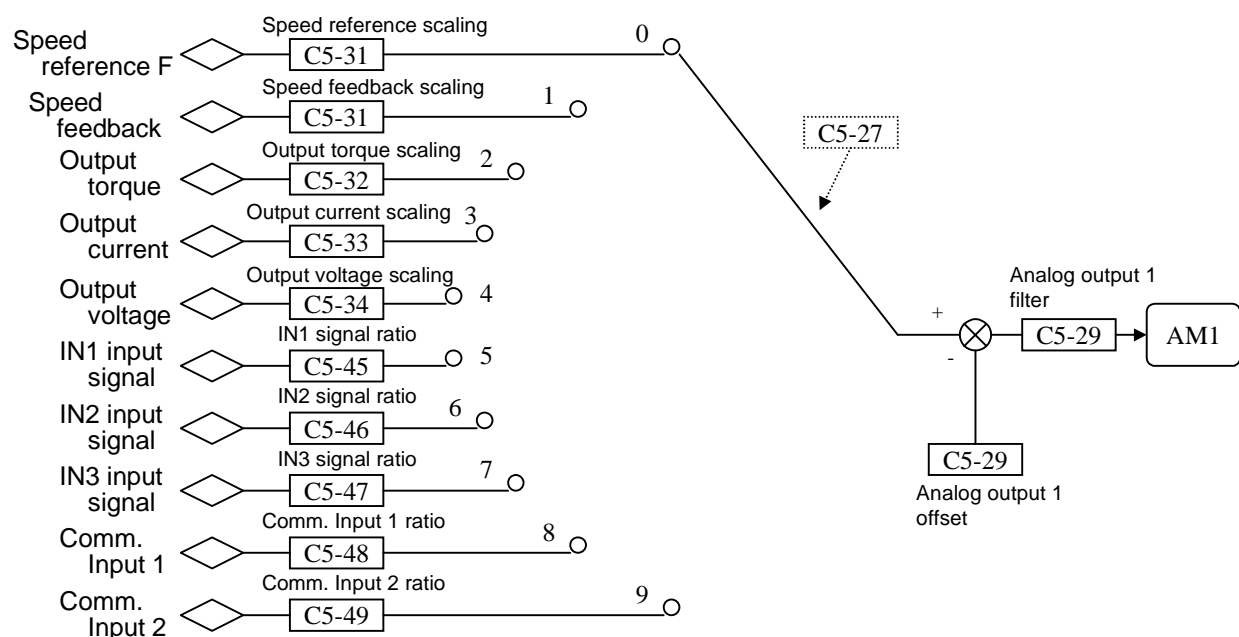 Speed reference scaling
0
Speed
reference F
C5-31
Speed feedback scaling
1
Speed
feedback
C5-31
C5-27
Output torque scaling
2
Output
torque
C5-32
Output current scaling
3
Output
current
C5-33
Output voltage scaling
4
Output
voltage
C5-34
Analog output 1
filter
+
-
C5-29
AM1
IN1 signal ratio
5
IN1 input
signal
C5-45
IN2 signal ratio
6
IN2 input
signal
C5-46
IN3 signal ratio
7
IN3 input
signal
C5-47
C5-29
Analog output 1
offset
Comm. Input 1 ratio
8
Comm.
Input 1
C5-48
Comm. Input 2 ratio
9
Comm.
Input 2
C5-49